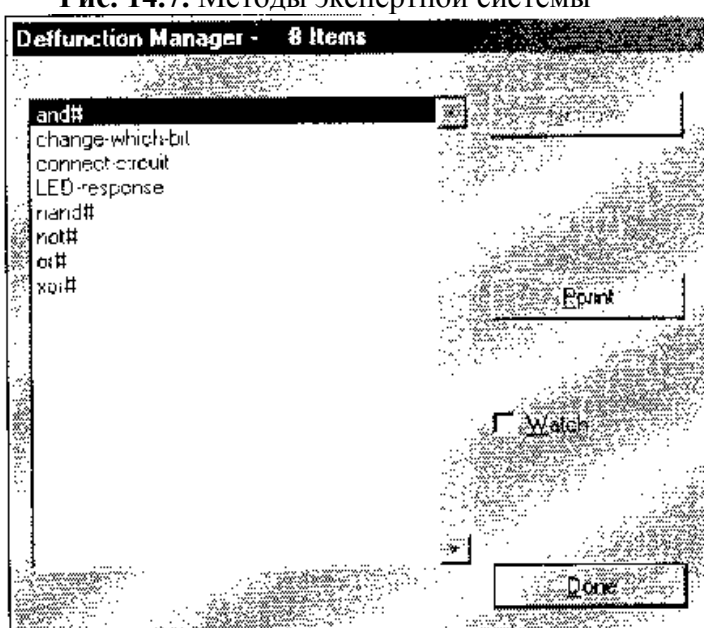 Рис. 14.7. Методы экспертной системы
Deffunction Manager - 8 Items
and#
change-which-bit
connect-circuit
LED-response
nand#
not#
or#
xor#
Pprint
Watch
Done